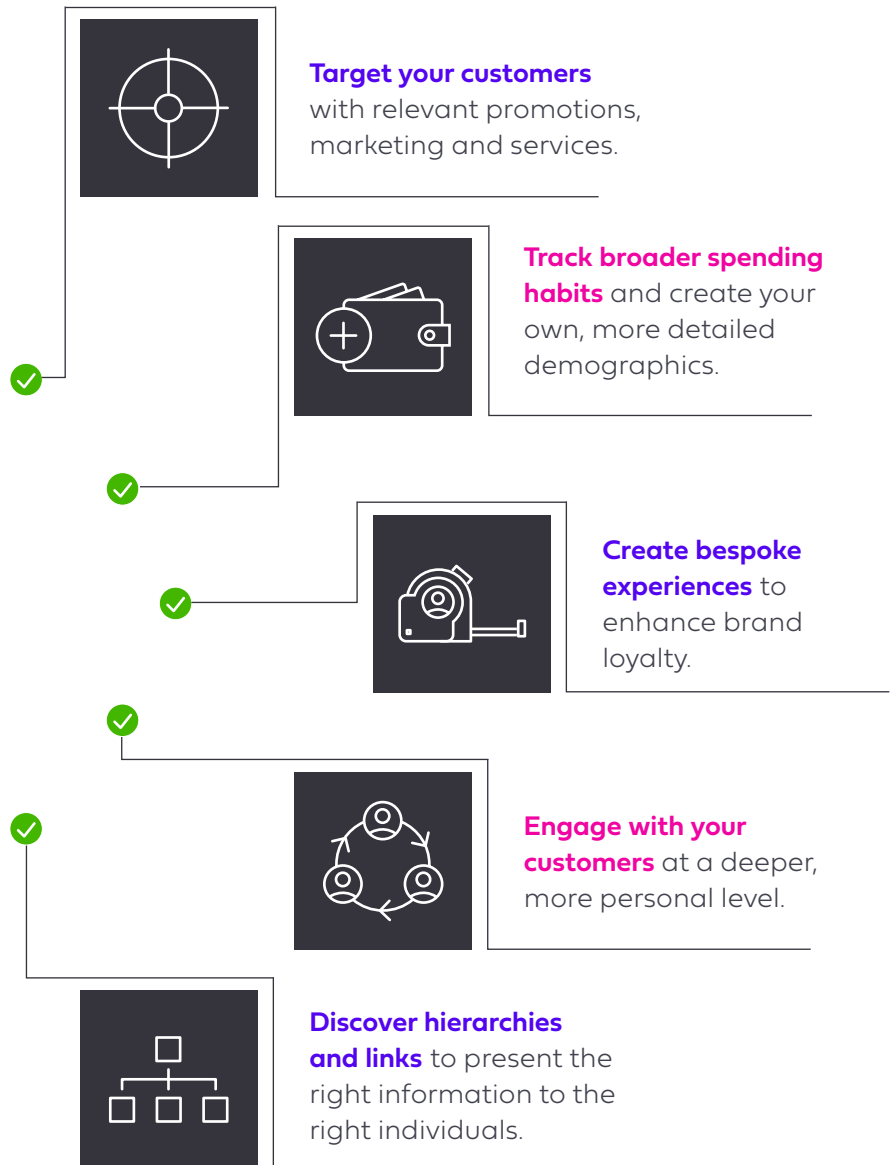 Target your customers
with relevant promotions,
marketing and services.
Track broader spending
habits and create your
own, more detailed
demographics.
Create bespoke
experiences to
enhance brand
loyalty.
Engage with your
customers at a deeper,
more personal level.
Discover hierarchies
and links to present the
right information to the
right individuals.